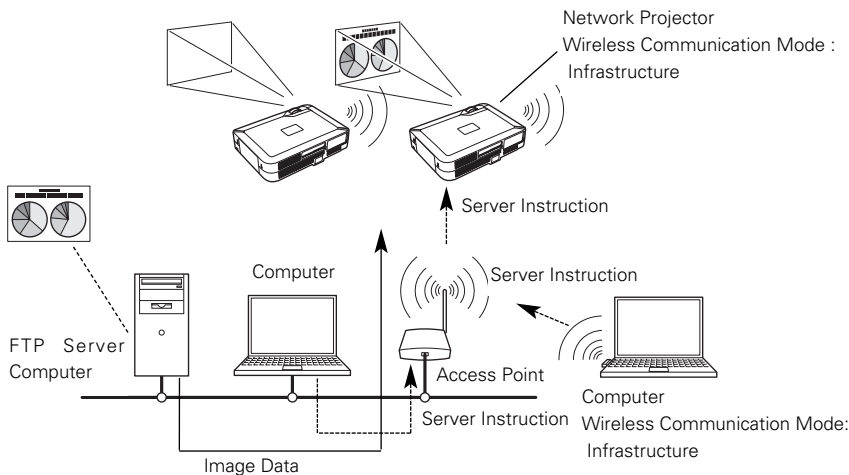 Network Projector
Wireless Communication Mode :
Infrastructure
Server Instruction
Computer
Server Instruction
FTP Server
Computer
Access Point
Server Instruction
Computer
Wireless Communication Mode:
Infrastructure
Image Data